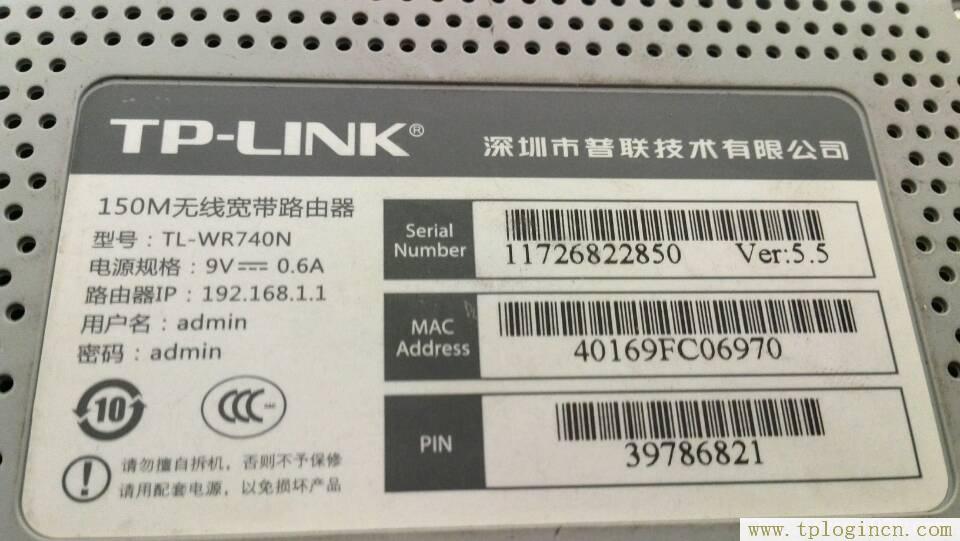 TP-LINK®
深圳市普联技术有限公司
150M无线宽带路由器
型号：TL-WR740N
电源规格：9V⎓ 0.6A
路由器IP：192.168.1.1
用户名：admin
密码：admin
Serial Number
11726822850 Ver:5.5
MAC Address
40169FC06970
PIN
39786821
10
CCC
请勿擅自拆机，否则不予保修
请用配套电源，以免损坏产品
www.tplogincn.com